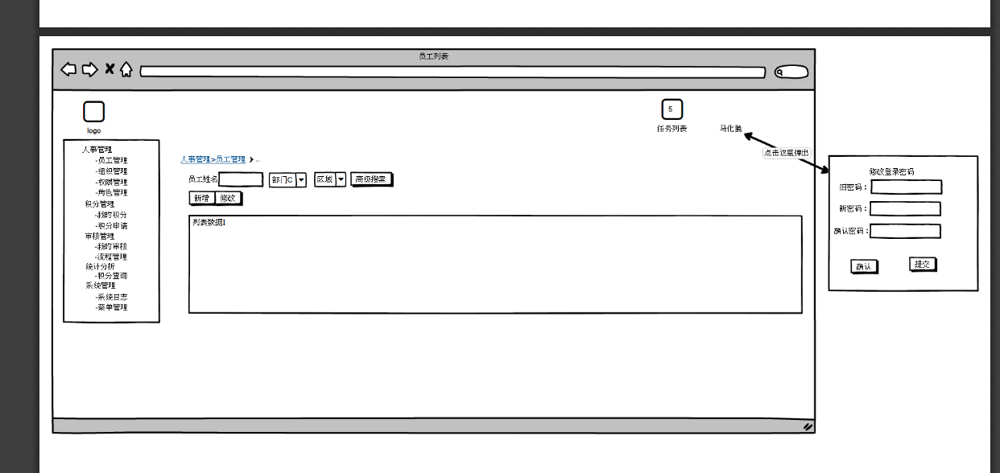 员工列表
logo
5
任务列表
马化腾
点击这里弹出
人事管理
-员工管理
-组织管理
-权限管理
-角色管理
积分管理
-我的积分
-积分申请
审核管理
-我的审核
-流程管理
统计分析
-积分查询
系统管理
-系统日志
-菜单管理
人事管理>员工管理 > ..
员工姓名 部门C 区域 高级搜索
新增 修改
列表数据1
修改登录密码
旧密码：
新密码：
确认密码：
确认 提交